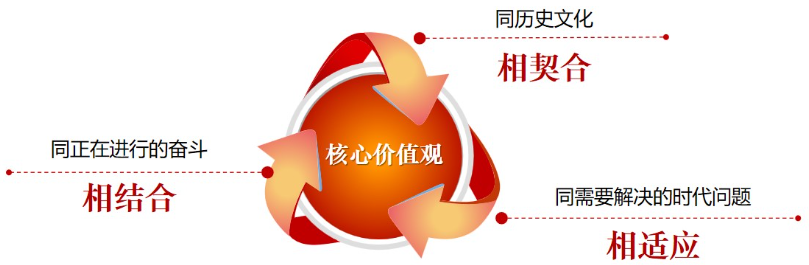 同历史文化
相契合
核心价值观
同正在进行的奋斗
相结合
同需要解决的时代问题
相适应